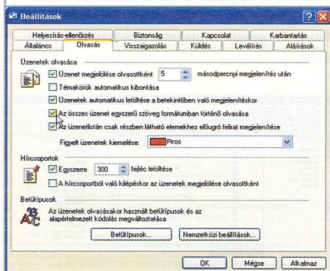 Beállítások
Helyesírás-ellenőrzés Biztonság Kapcsolat Karbantartás
Általános Olvasás Visszaigazolás Küldés Levélírás Aláírások
Üzenetek olvasása
Üzenet megjelölése olvasottként 5 másodpercnyi megjelenítés után
Témakörök automatikus kibontása
Üzenetek automatikus letöltése a betekintőben való megjelenítéskor
Az összes üzenet egyszerű szöveg formátumban történő olvasása
Az üzenetlistán csak részben látható elemekhez előugró felirat megjelenítése
Figyelt üzenetek kiemelése: Piros
Hírcsoportok
Egyszerre 300 fejléc letöltése
A hírcsoportból való kilépéskor az üzenetek megjelölése olvasottként
Betűtípusok
Az üzenetek olvasásakor használt betűtípusok és az
alapértelmezett kódolás megváltoztatása
Betűtípusok... Nemzetközi beállítások...
OK Mégse Alkalmaz